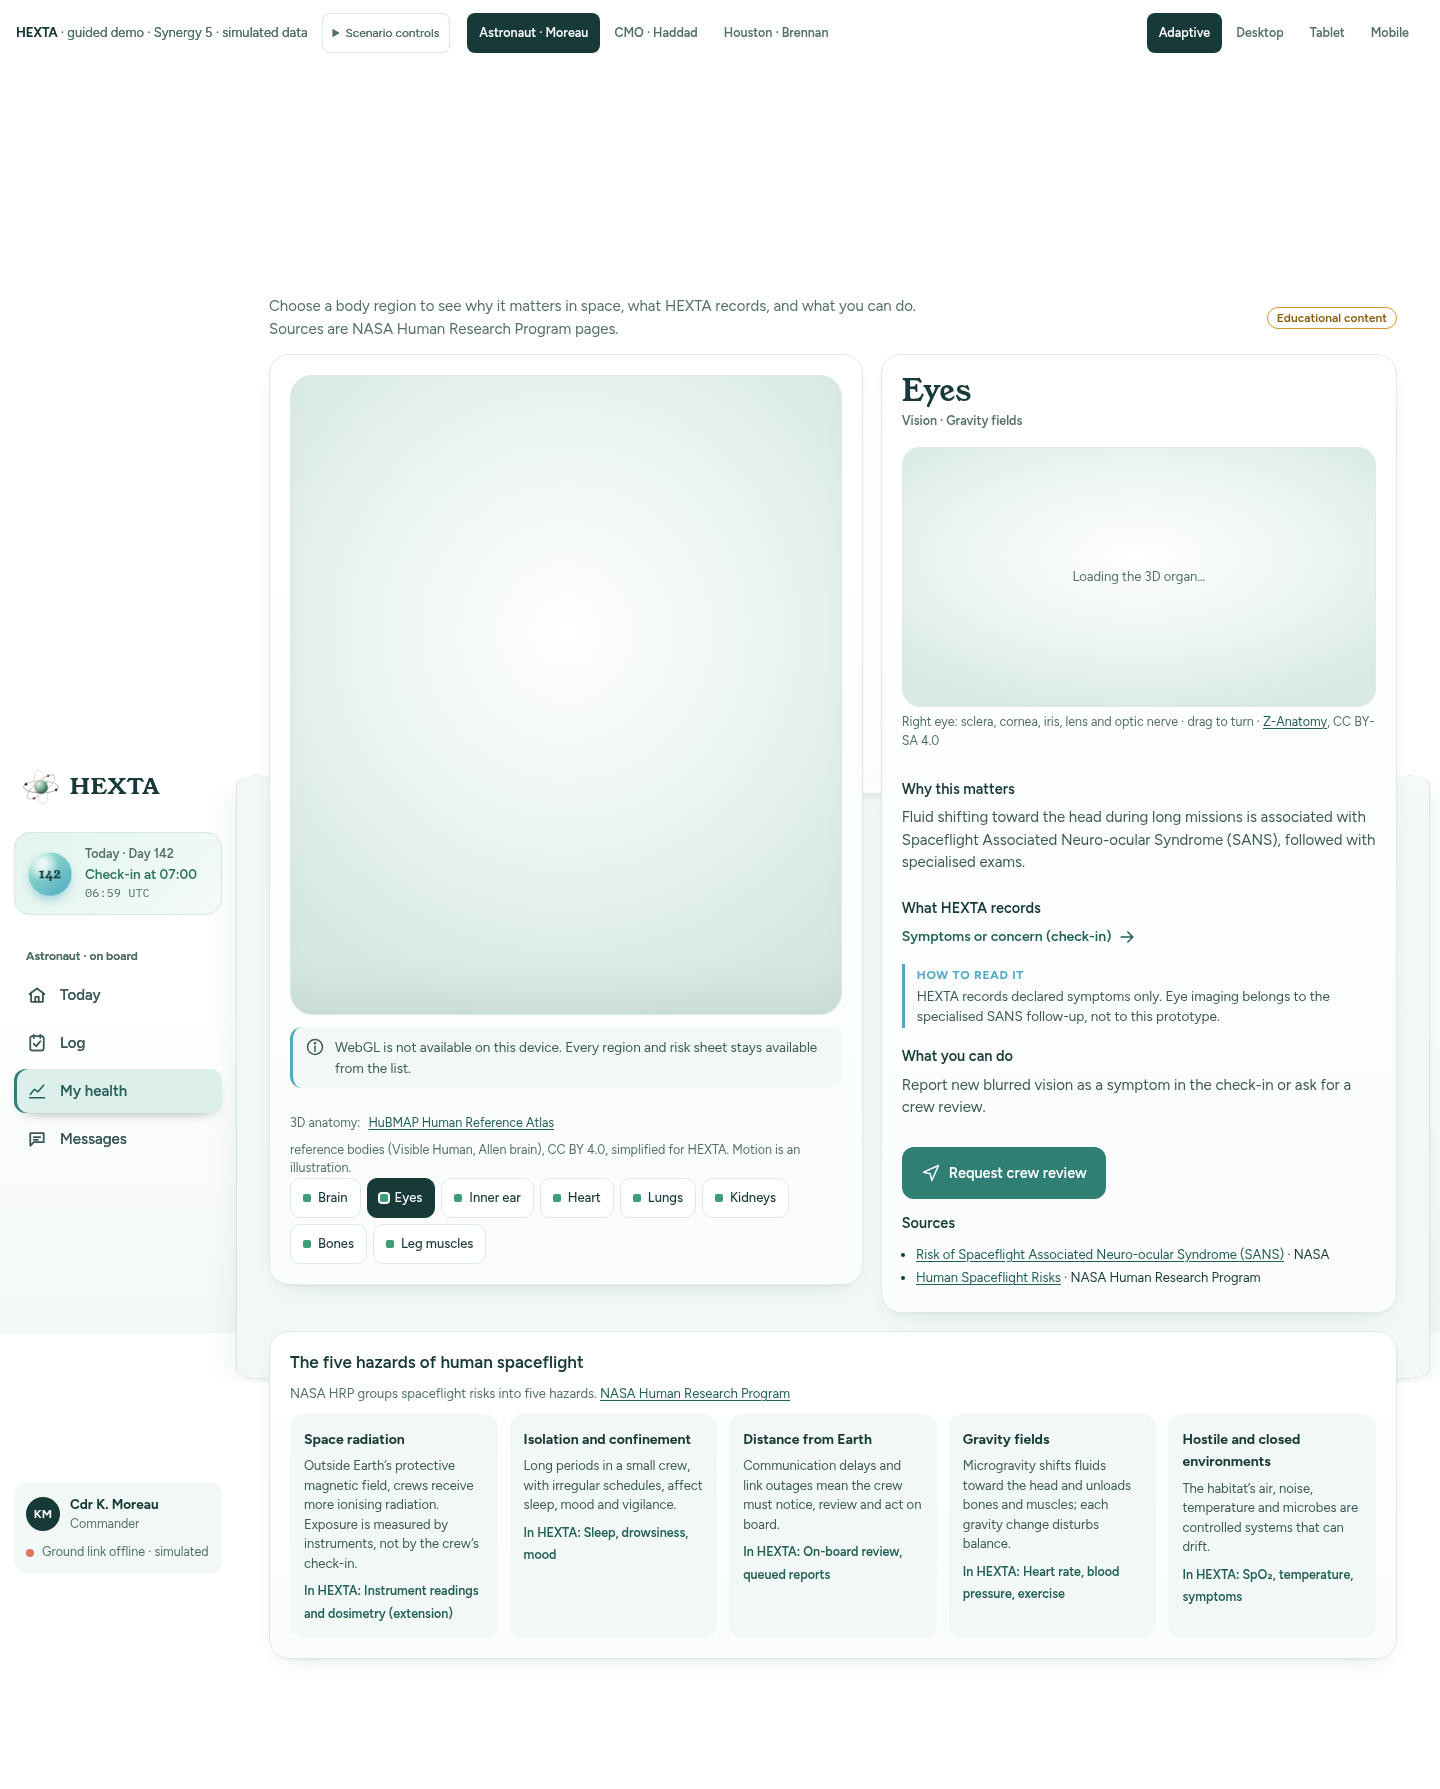 HEXTA · guided demo · Synergy 5 · simulated data
Scenario controls
Astronaut · Moreau
CMO · Haddad
Houston · Brennan
Adaptive
Desktop
Tablet
Mobile
Choose a body region to see why it matters in space, what HEXTA records, and what you can do.
Sources are NASA Human Research Program pages.
Educational content
HEXTA
142
Today · Day 142
Check-in at 07:00
06:59 UTC
Astronaut · on board
Today
Log
My health
Messages
KM
Cdr K. Moreau
Commander
Ground link offline · simulated
WebGL is not available on this device. Every region and risk sheet stays available
from the list.
3D anatomy: HuBMAP Human Reference Atlas
reference bodies (Visible Human, Allen brain), CC BY 4.0, simplified for HEXTA. Motion is an
illustration.
Brain
Eyes
Inner ear
Heart
Lungs
Kidneys
Bones
Leg muscles
Eyes
Vision · Gravity fields
Loading the 3D organ…
Right eye: sclera, cornea, iris, lens and optic nerve · drag to turn · Z-Anatomy, CC BY-
SA 4.0
Why this matters
Fluid shifting toward the head during long missions is associated with
Spaceflight Associated Neuro-ocular Syndrome (SANS), followed with
specialised exams.
What HEXTA records
Symptoms or concern (check-in)
HOW TO READ IT
HEXTA records declared symptoms only. Eye imaging belongs to the
specialised SANS follow-up, not to this prototype.
What you can do
Report new blurred vision as a symptom in the check-in or ask for a
crew review.
Request crew review
Sources
Risk of Spaceflight Associated Neuro-ocular Syndrome (SANS) · NASA
Human Spaceflight Risks · NASA Human Research Program
The five hazards of human spaceflight
NASA HRP groups spaceflight risks into five hazards. NASA Human Research Program
Space radiation
Outside Earth's protective
magnetic field, crews receive
more ionising radiation.
Exposure is measured by
instruments, not by the crew's
check-in.
In HEXTA: Instrument readings
and dosimetry (extension)
Isolation and confinement
Long periods in a small crew,
with irregular schedules, affect
sleep, mood and vigilance.
In HEXTA: Sleep, drowsiness,
mood
Distance from Earth
Communication delays and
link outages mean the crew
must notice, review and act on
board.
In HEXTA: On-board review,
queued reports
Gravity fields
Microgravity shifts fluids
toward the head and unloads
bones and muscles; each
gravity change disturbs
balance.
In HEXTA: Heart rate, blood
pressure, exercise
Hostile and closed
environments
The habitat's air, noise,
temperature and microbes are
controlled systems that can
drift.
In HEXTA: SpO₂, temperature,
symptoms